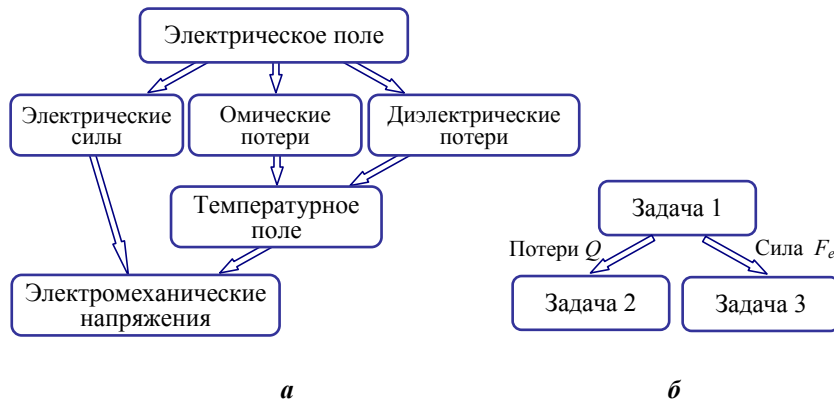 Электрическое поле
Электрические
силы
Омические
потери
Диэлектрические
потери
Температурное
поле
Электромеханические
напряжения
а
Задача 1
Потери Q
Сила Fe
Задача 2
Задача 3
б